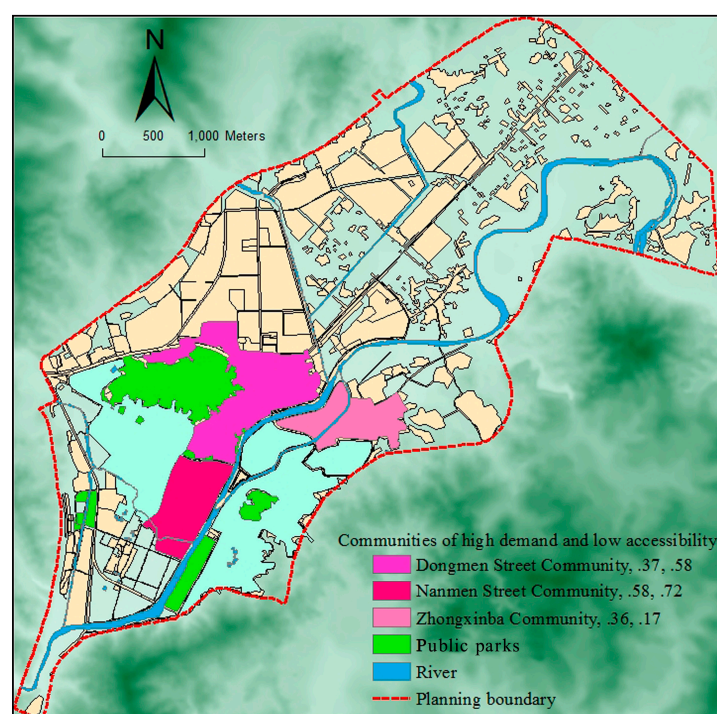 N
0 500 1,000 Meters
Communities of high demand and low accessibility
Dongmen Street Community, .37, .58
Nanmen Street Community, .58, .72
Zhongxinba Community, .36, .17
Public parks
River
Planning boundary